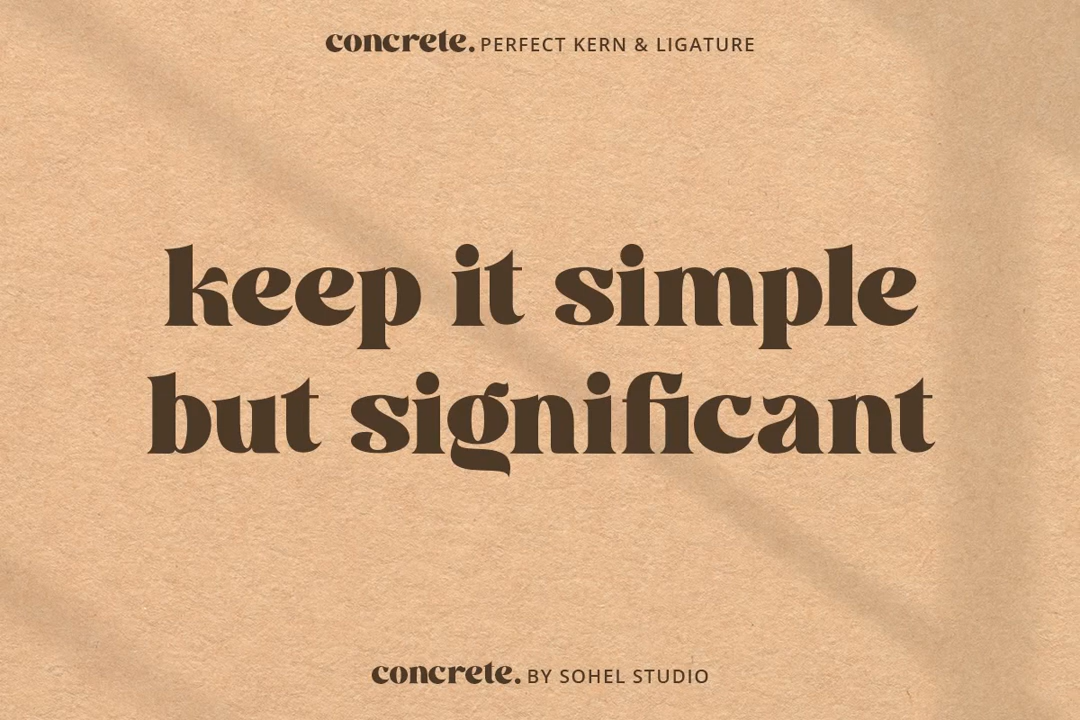 concrete. PERFECT KERN & LIGATURE
keep it simple
but significant
concrete. BY SOHEL STUDIO